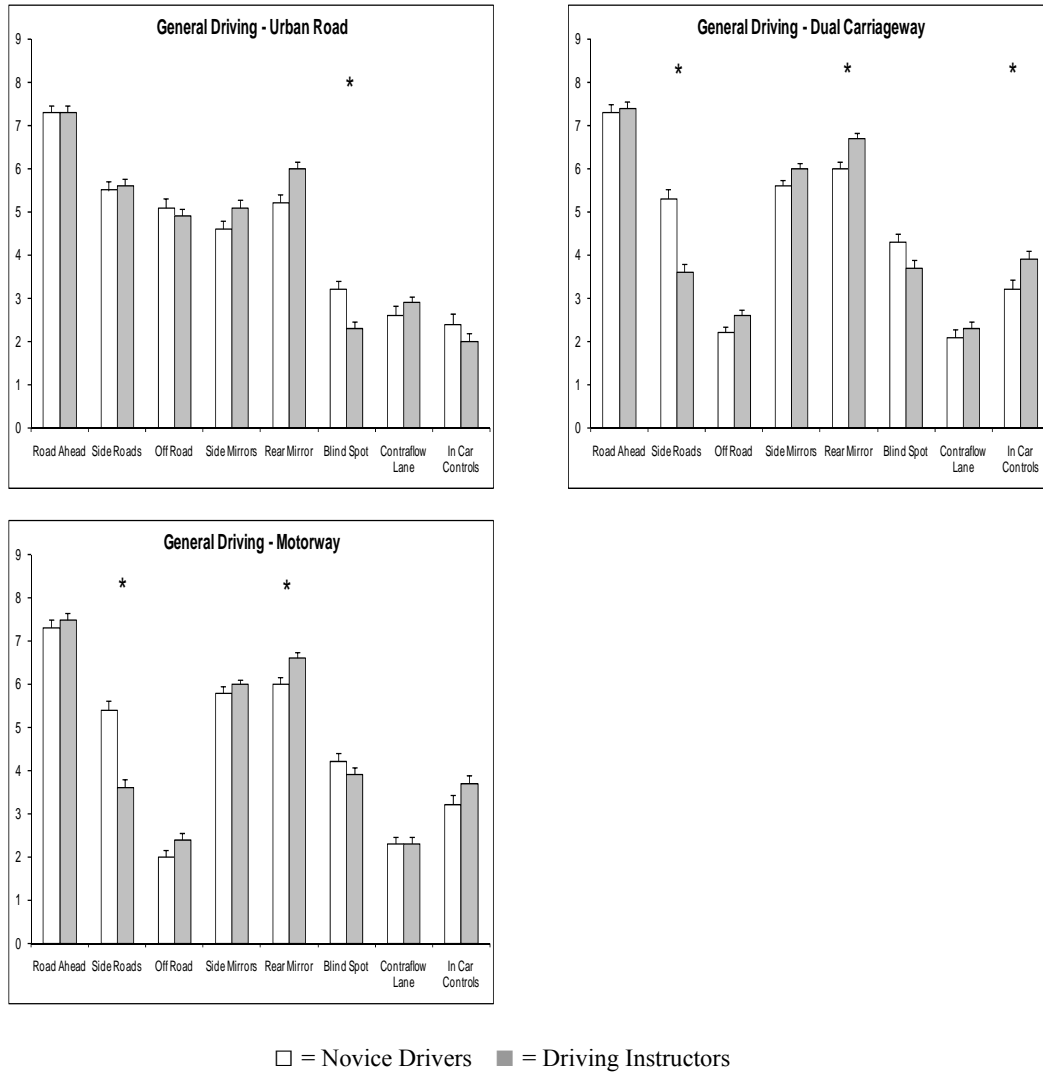 General Driving - Urban Road
9
8
7
6
5
4
3
2
1
0
*
Road Ahead Side Roads Off Road Side Mirrors Rear Mirror Blind Spot Contraflow In Car
Lane Controls
General Driving - Dual Carriageway
9
8
7
6
5
4
3
2
1
0
* * *
Road Ahead Side Roads Off Road Side Mirrors Rear Mirror Blind Spot Contraflow In Car
Lane Controls
General Driving - Motorway
9
8
7
6
5
4
3
2
1
0
* *
Road Ahead Side Roads Off Road Side Mirrors Rear Mirror Blind Spot Contraflow In Car
Lane Controls
□ = Novice Drivers ■ = Driving Instructors